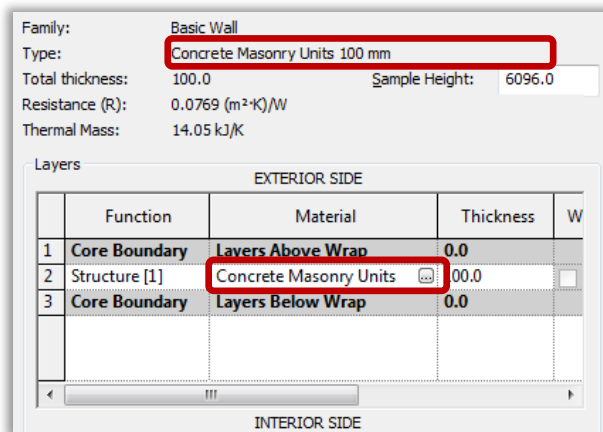 Family: Basic Wall
Type: Concrete Masonry Units 100 mm
Total thickness: 100.0 Sample Height: 6096.0
Resistance (R): 0.0769 (m²·K)/W
Thermal Mass: 14.05 kJ/K
Layers
EXTERIOR SIDE
Function Material Thickness W
1 Core Boundary Layers Above Wrap 0.0
2 Structure [1] Concrete Masonry Units ... 100.0
3 Core Boundary Layers Below Wrap 0.0
INTERIOR SIDE